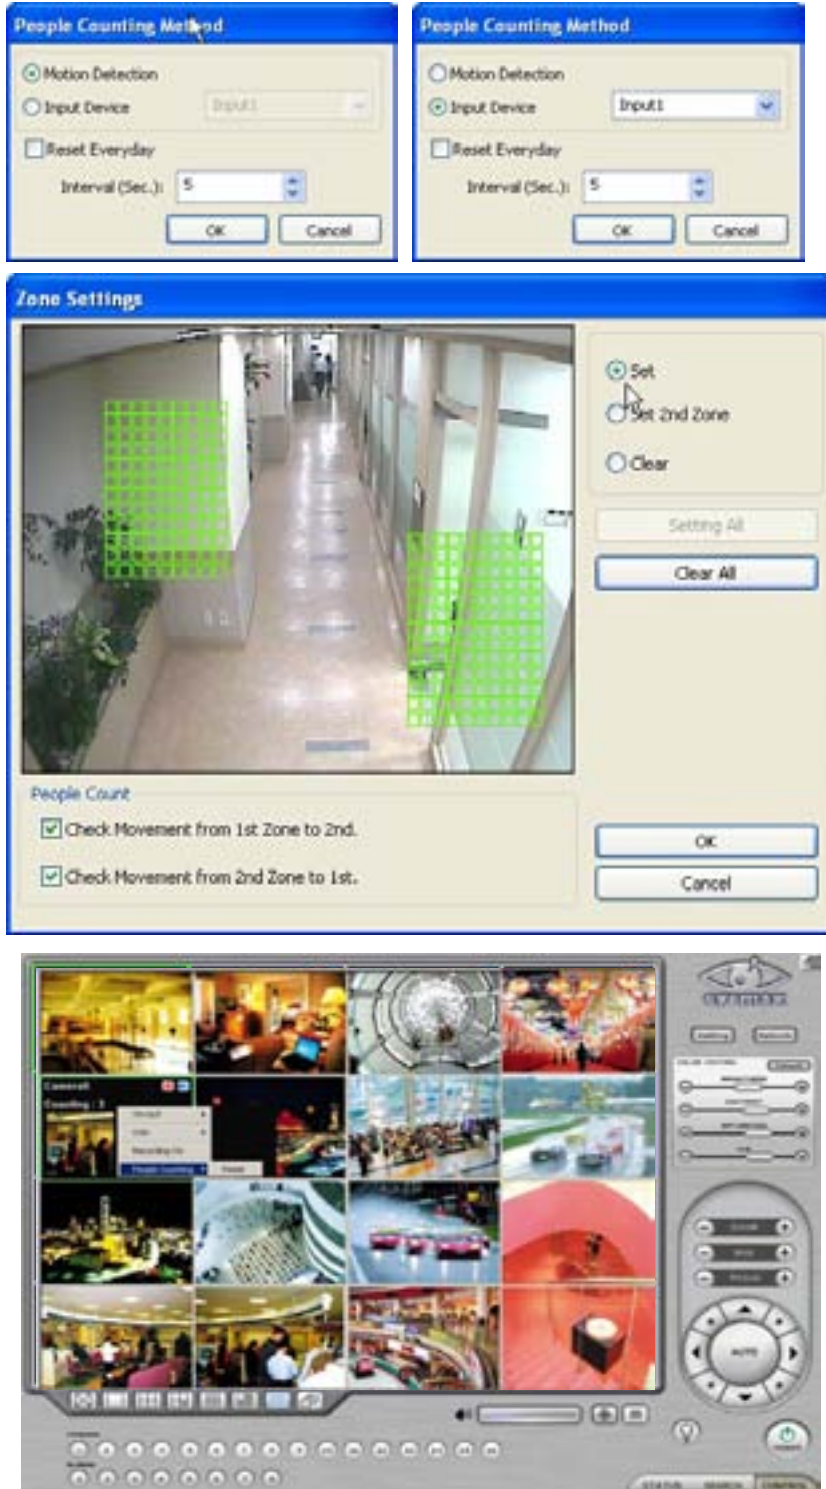 People Counting Method
Motion Detection
Input Device
Input1
Reset Everyday
Interval (Sec.):
5
OK
Cancel
People Counting Method
Motion Detection
Input Device
Input1
Reset Everyday
Interval (Sec.):
5
OK
Cancel
Zone Settings
Set
Set 2nd Zone
Clear
Setting All
Clear All
People Count
Check Movement from 1st Zone to 2nd.
Check Movement from 2nd Zone to 1st.
OK
Cancel
Counting : 3
Recording On
People Counting
AUTO
STATUS
SEARCH
CONTROL